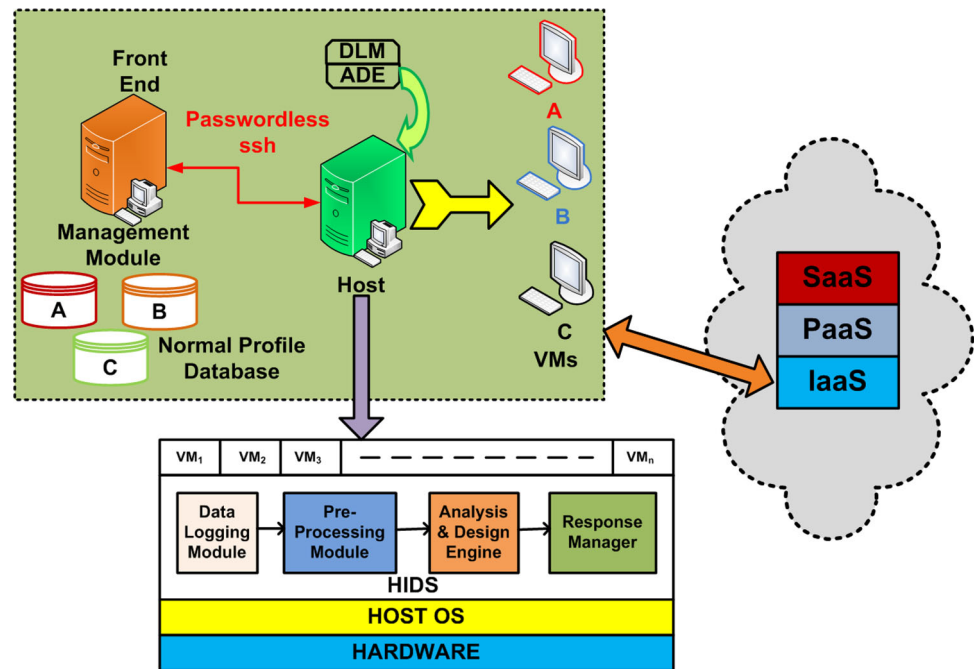 Front
End
DLM
ADE
Passwordless
ssh
A
B
C
VMs
Management
Module
Host
A
B
C
Normal Profile
Database
SaaS
PaaS
IaaS
VM₁
VM₂
VM₃
VMₙ
Data
Logging
Module
Pre-
Processing
Module
Analysis
& Design
Engine
Response
Manager
HIDS
HOST OS
HARDWARE